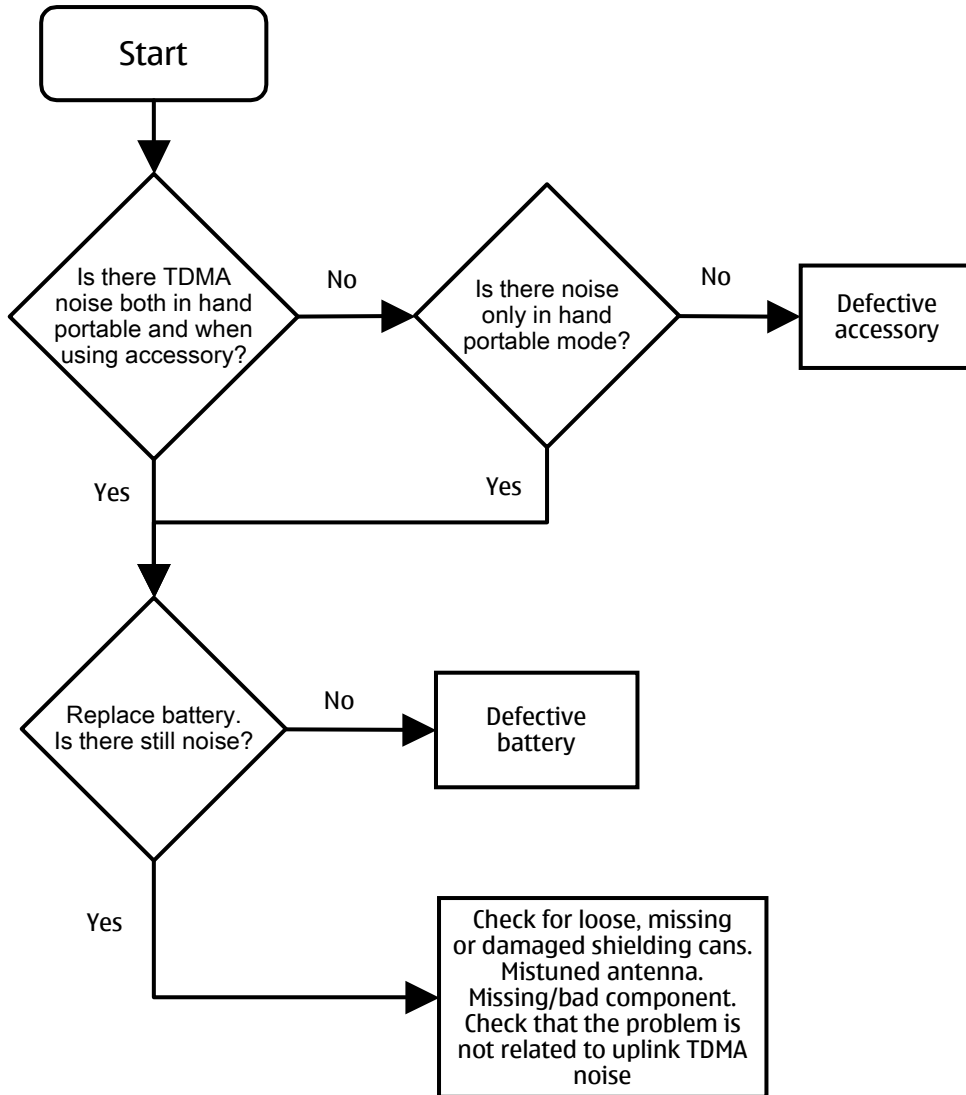 Start
Is there TDMA
noise both in hand
portable and when
using accessory?
No
Is there noise
only in hand
portable mode?
No
Defective
accessory
Yes
Yes
Replace battery.
Is there still noise?
No
Defective
battery
Yes
Check for loose, missing
or damaged shielding cans.
Mistuned antenna.
Missing/bad component.
Check that the problem is
not related to uplink TDMA
noise